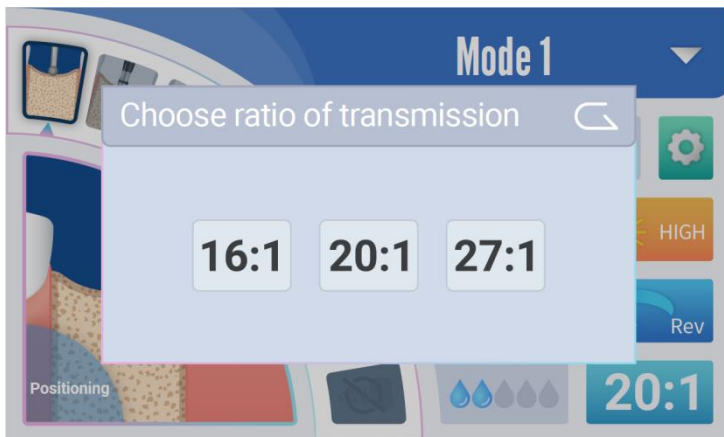 Mode 1
Choose ratio of transmission
16:1 20:1 27:1
HIGH
Rev
Positioning
20:1